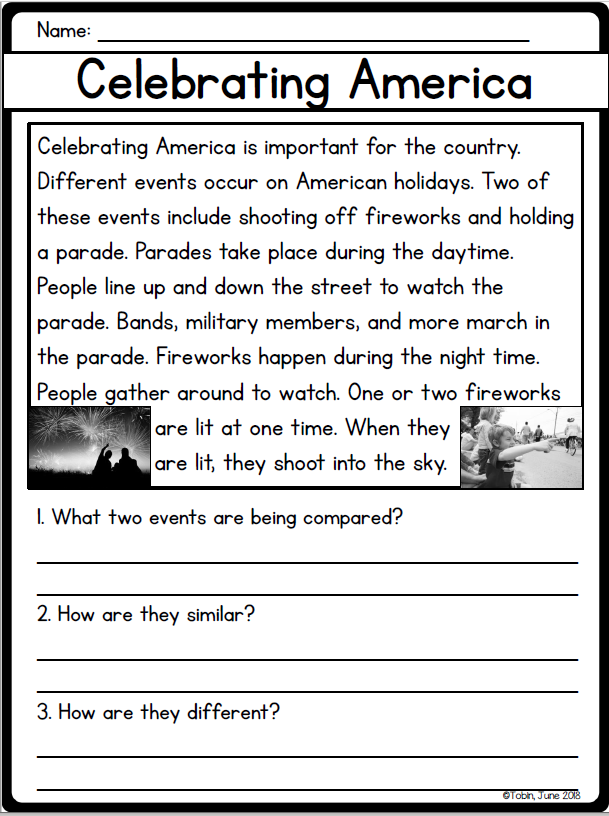 Name:
Celebrating America
Celebrating America is important for the country.
Different events occur on American holidays. Two of
these events include shooting off fireworks and holding
a parade. Parades take place during the daytime.
People line up and down the street to watch the
parade. Bands, military members, and more march in
the parade. Fireworks happen during the night time.
People gather around to watch. One or two fireworks
are lit at one time. When they
are lit, they shoot into the sky.
1. What two events are being compared?
2. How are they similar?
3. How are they different?
©Tobin, June 2018